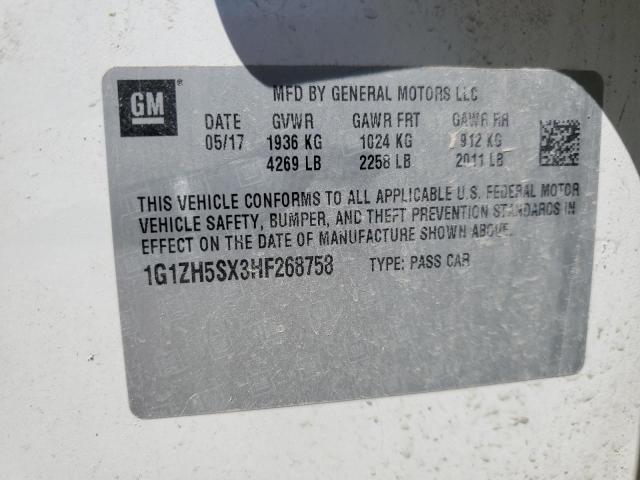 GM
MFD BY GENERAL MOTORS LLC
DATE GVWR GAWR FRT GAWR RR
05/17 1936 KG 1024 KG 912 KG
4269 LB 2258 LB 2011 LB
THIS VEHICLE CONFORMS TO ALL APPLICABLE U.S. FEDERAL MOTOR
VEHICLE SAFETY, BUMPER, AND THEFT PREVENTION STANDARDS IN
EFFECT ON THE DATE OF MANUFACTURE SHOWN ABOVE.
1G1ZH5SX3HF268758 TYPE: PASS CAR